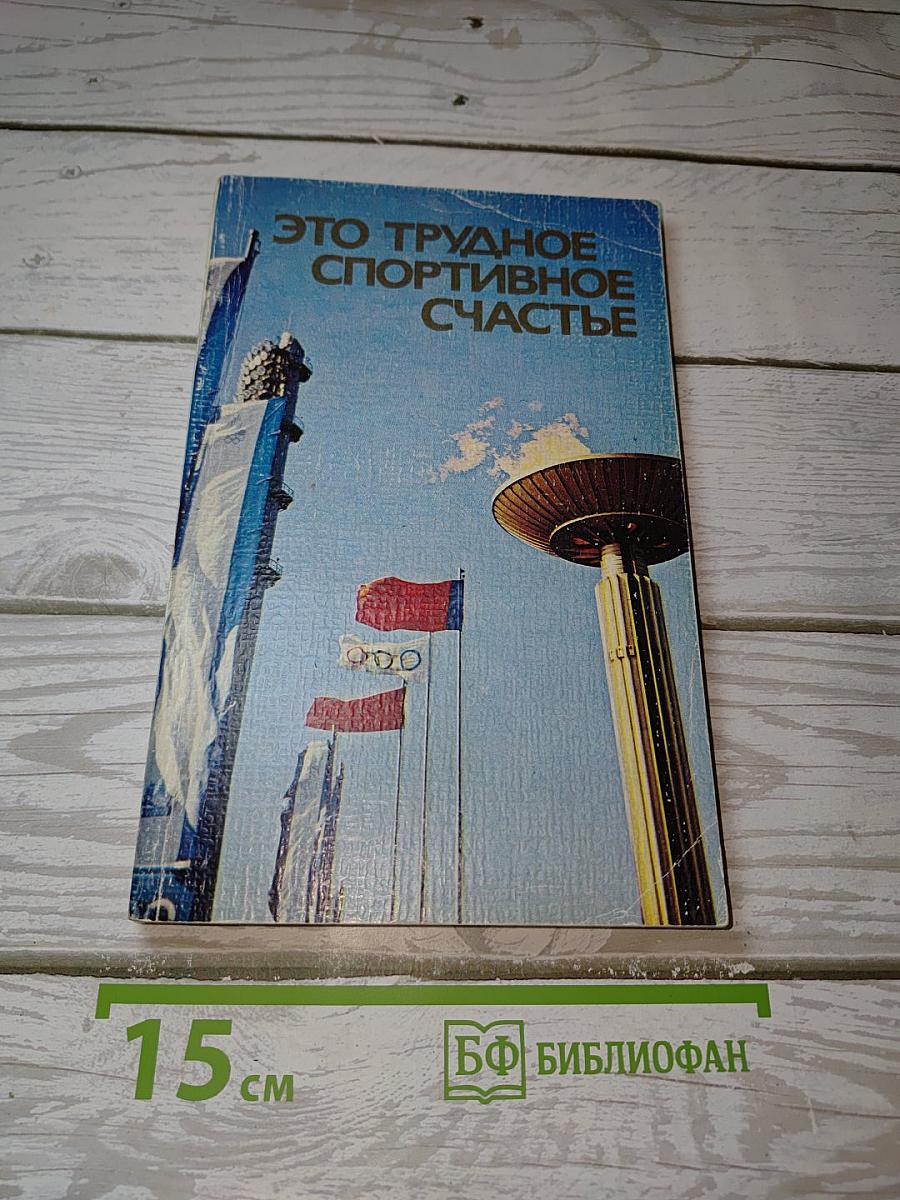 ЭТО ТРУДНОЕ
СПОРТИВНОЕ
СЧАСТЬЕ
15 см
БФ БИБЛИОФАН